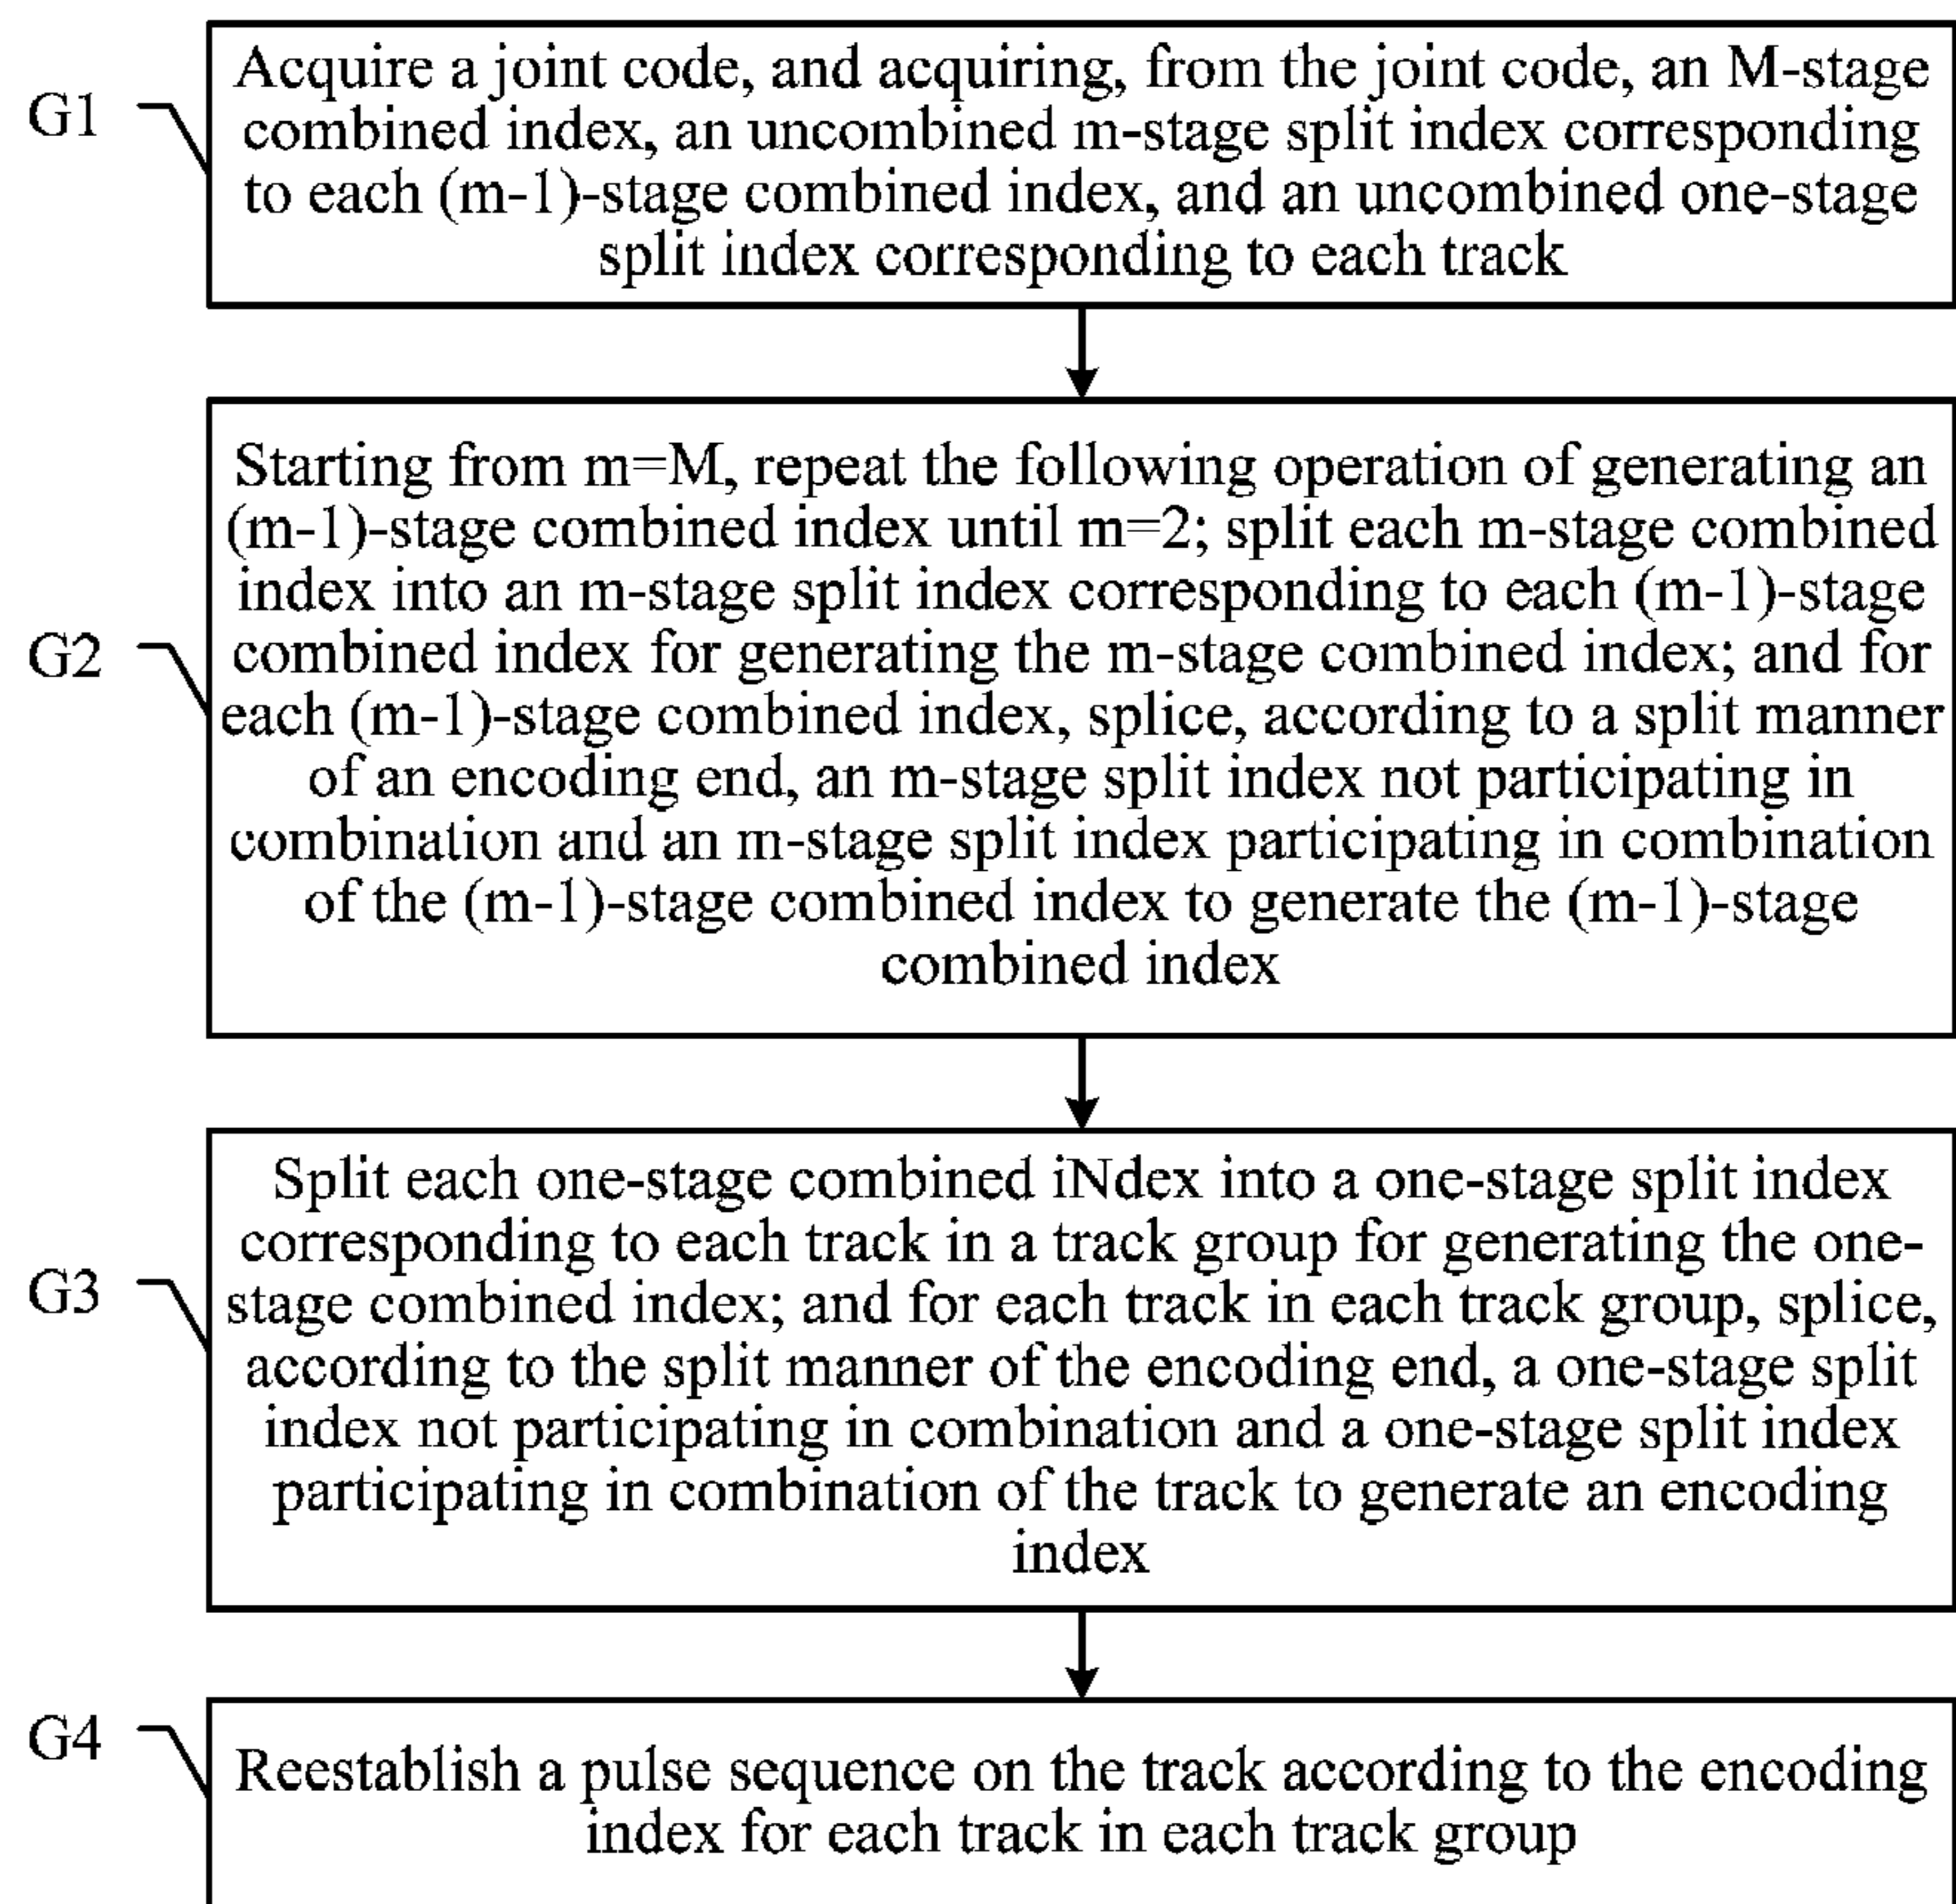 G1
Acquire a joint code, and acquiring, from the joint code, an M-stage
combined index, an uncombined m-stage split index corresponding
to each (m-1)-stage combined index, and an uncombined one-stage
split index corresponding to each track
G2
Starting from m=M, repeat the following operation of generating an
(m-1)-stage combined index until m=2; split each m-stage combined
index into an m-stage split index corresponding to each (m-1)-stage
combined index for generating the m-stage combined index; and for
each (m-1)-stage combined index, splice, according to a split manner
of an encoding end, an m-stage split index not participating in
combination and an m-stage split index participating in combination
of the (m-1)-stage combined index to generate the (m-1)-stage
combined index
G3
Split each one-stage combined iNdex into a one-stage split index
corresponding to each track in a track group for generating the one-
stage combined index; and for each track in each track group, splice,
according to the split manner of the encoding end, a one-stage split
index not participating in combination and a one-stage split index
participating in combination of the track to generate an encoding
index
G4
Reestablish a pulse sequence on the track according to the encoding
index for each track in each track group